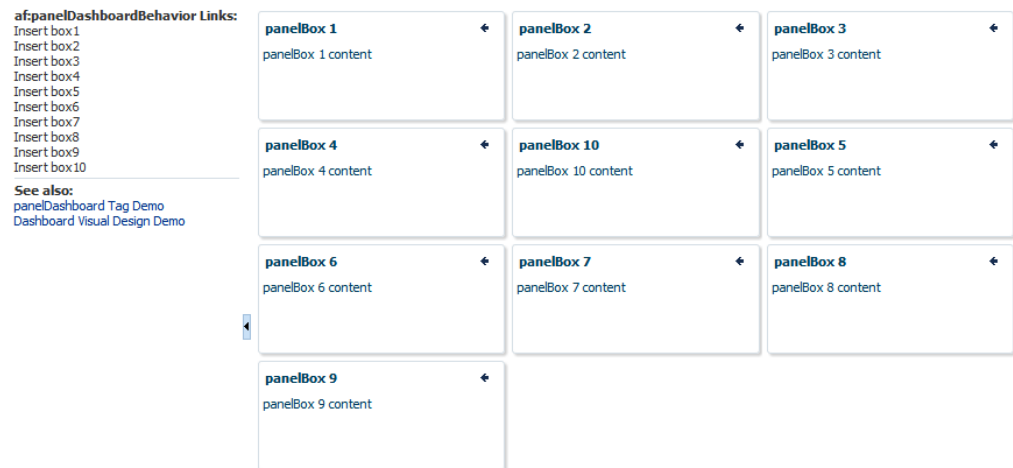 af:panelDashboardBehavior Links:
Insert box1
Insert box2
Insert box3
Insert box4
Insert box5
Insert box6
Insert box7
Insert box8
Insert box9
Insert box10
See also:
panelDashboard Tag Demo
Dashboard Visual Design Demo
panelBox 1
panelBox 1 content
panelBox 2
panelBox 2 content
panelBox 3
panelBox 3 content
panelBox 4
panelBox 4 content
panelBox 10
panelBox 10 content
panelBox 5
panelBox 5 content
panelBox 6
panelBox 6 content
panelBox 7
panelBox 7 content
panelBox 8
panelBox 8 content
panelBox 9
panelBox 9 content